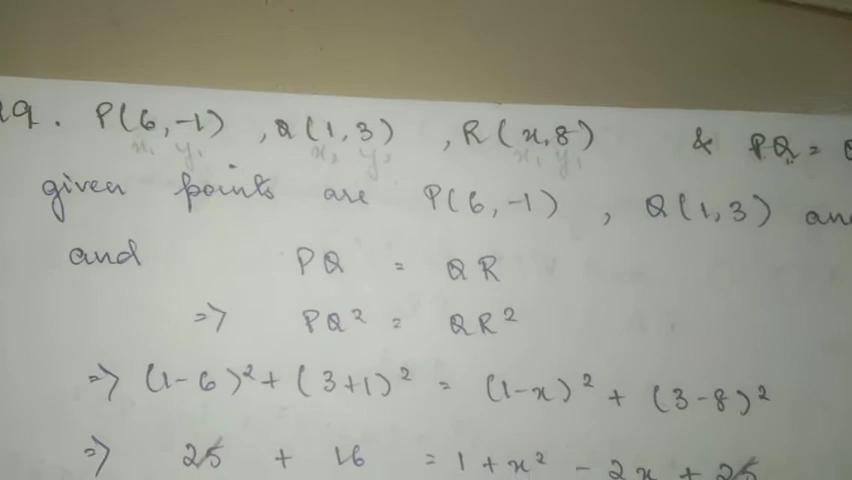 29. P(6,-1) , Q(1,3) , R(x,8) & PQ =
x₁ y₁ x₂ y₂ x₁ y₁
given points are P(6,-1) , Q(1,3)
and PQ = QR
=> PQ² = QR²
=> (1-6)² + (3+1)² = (1-x)² + (3-8)²
=> 25 + 16 = 1 + x² - 2x + 25